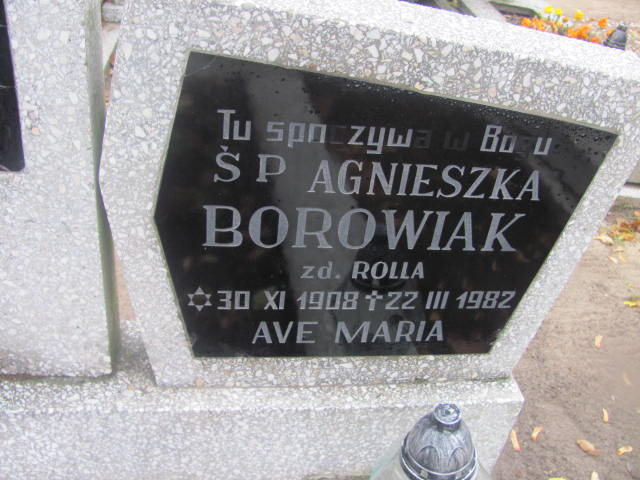 Tu spoczywa w Bogu
ŚP AGNIESZKA
BOROWIAK
zd. ROLLA
✡30 XI 1908 ✝22 III 1982
AVE MARIA